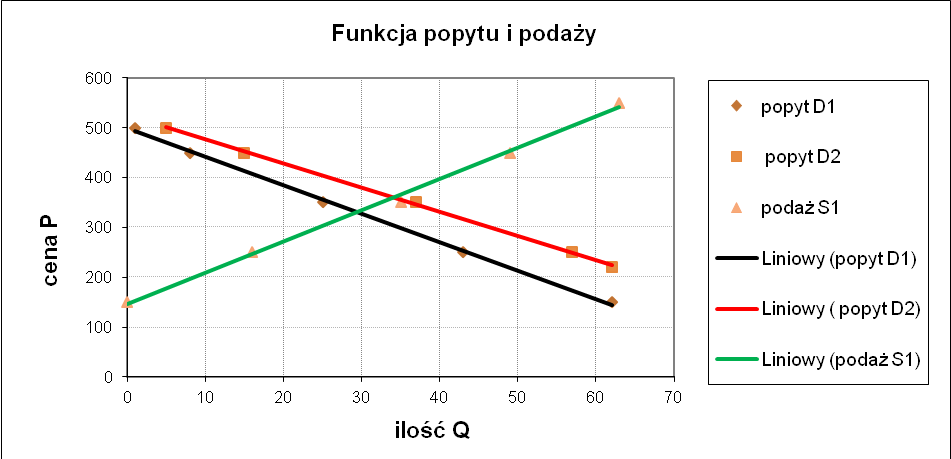 Funkcja popytu i podaży
600
500
400
300
200
100
0
cena P
0 10 20 30 40 50 60 70
ilość Q
popyt D1
popyt D2
podaż S1
Liniowy (popyt D1)
Liniowy ( popyt D2)
Liniowy (podaż S1)